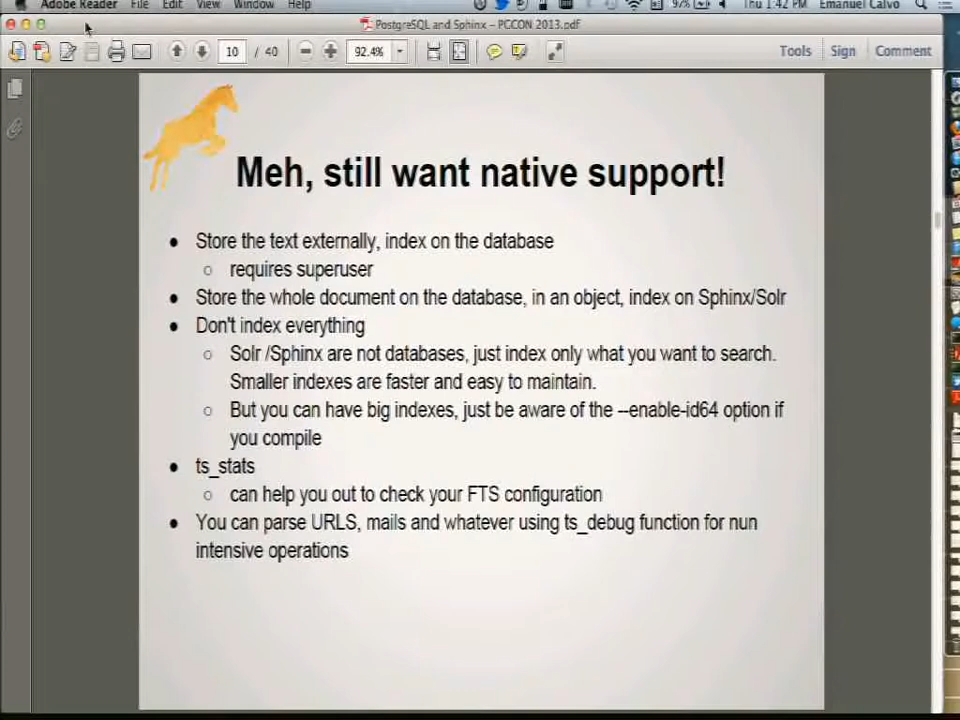 Adobe Reader File Edit View Window Help 97% Thu 1:42 PM Emanuel Calvo
PostgreSQL and Sphinx – PGCON 2013.pdf
10 / 40 92.4% Tools Sign Comment
Meh, still want native support!
Store the text externally, index on the database
requires superuser
Store the whole document on the database, in an object, index on Sphinx/Solr
Don't index everything
Solr /Sphinx are not databases, just index only what you want to search.
Smaller indexes are faster and easy to maintain.
But you can have big indexes, just be aware of the --enable-id64 option if
you compile
ts_stats
can help you out to check your FTS configuration
You can parse URLS, mails and whatever using ts_debug function for nun
intensive operations